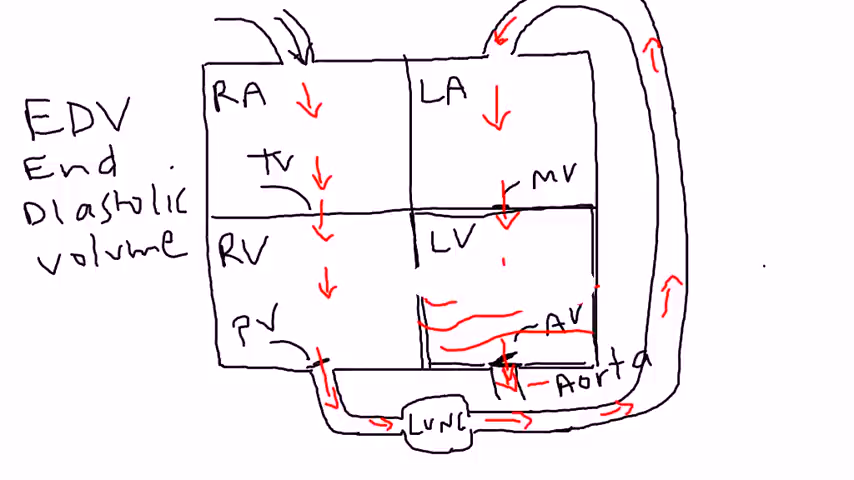 RA
LA
EDV
End
Diastolic
volume
TV
MV
RV
LV
PV
AV
Aorta
LUNG